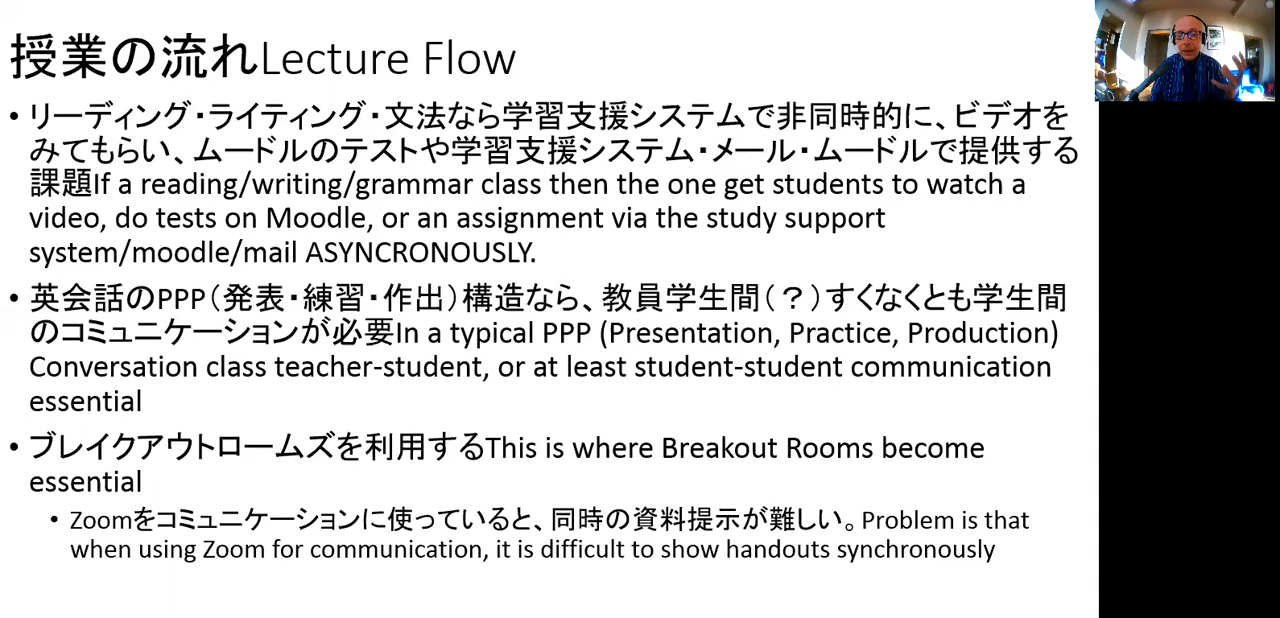 授業の流れLecture Flow
• リーディング・ライティング・文法なら学習支援システムで非同時的に、ビデオを
みてもらい、ムードルのテストや学習支援システム・メール・ムードルで提供する
課題If a reading/writing/grammar class then the one get students to watch a
video, do tests on Moodle, or an assignment via the study support
system/moodle/mail ASYNCRONOUSLY.
• 英会話のPPP（発表・練習・作出）構造なら、教員学生間（？）すくなくとも学生間
のコミュニケーションが必要In a typical PPP (Presentation, Practice, Production)
Conversation class teacher-student, or at least student-student communication
essential
• ブレイクアウトロームズを利用するThis is where Breakout Rooms become
essential
• Zoomをコミュニケーションに使っていると、同時の資料提示が難しい。Problem is that
when using Zoom for communication, it is difficult to show handouts synchronously